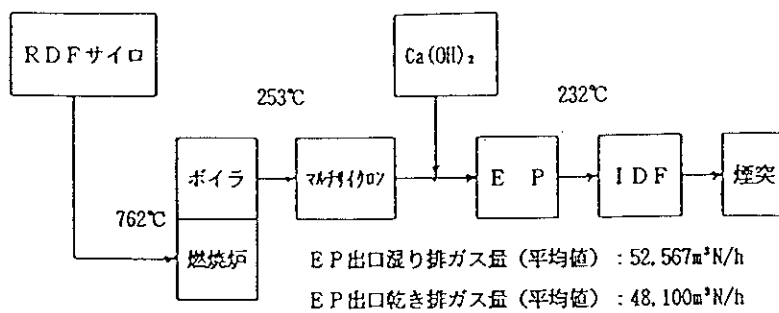 RDFサイロ
Ca(OH)₂
253℃
232℃
ボイラ
マルチサイクロン
E P
IDF
煙突
762℃
燃焼炉
EP出口湿り排ガス量(平均値):52,567m³N/h
EP出口乾き排ガス量(平均値):48,100m³N/h